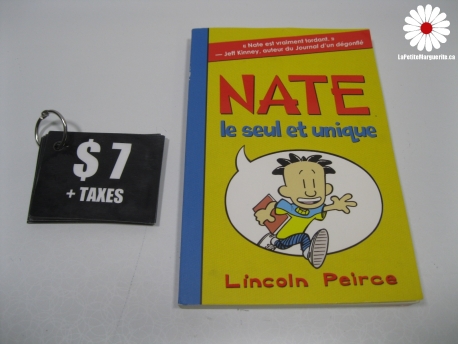 LaPetiteMarguerite.ca
« Nate est vraiment tordant. »
— Jeff Kinney, auteur du Journal d'un dégonflé
NATE
le seul et unique
Lincoln Peirce
$ 7
+ TAXES